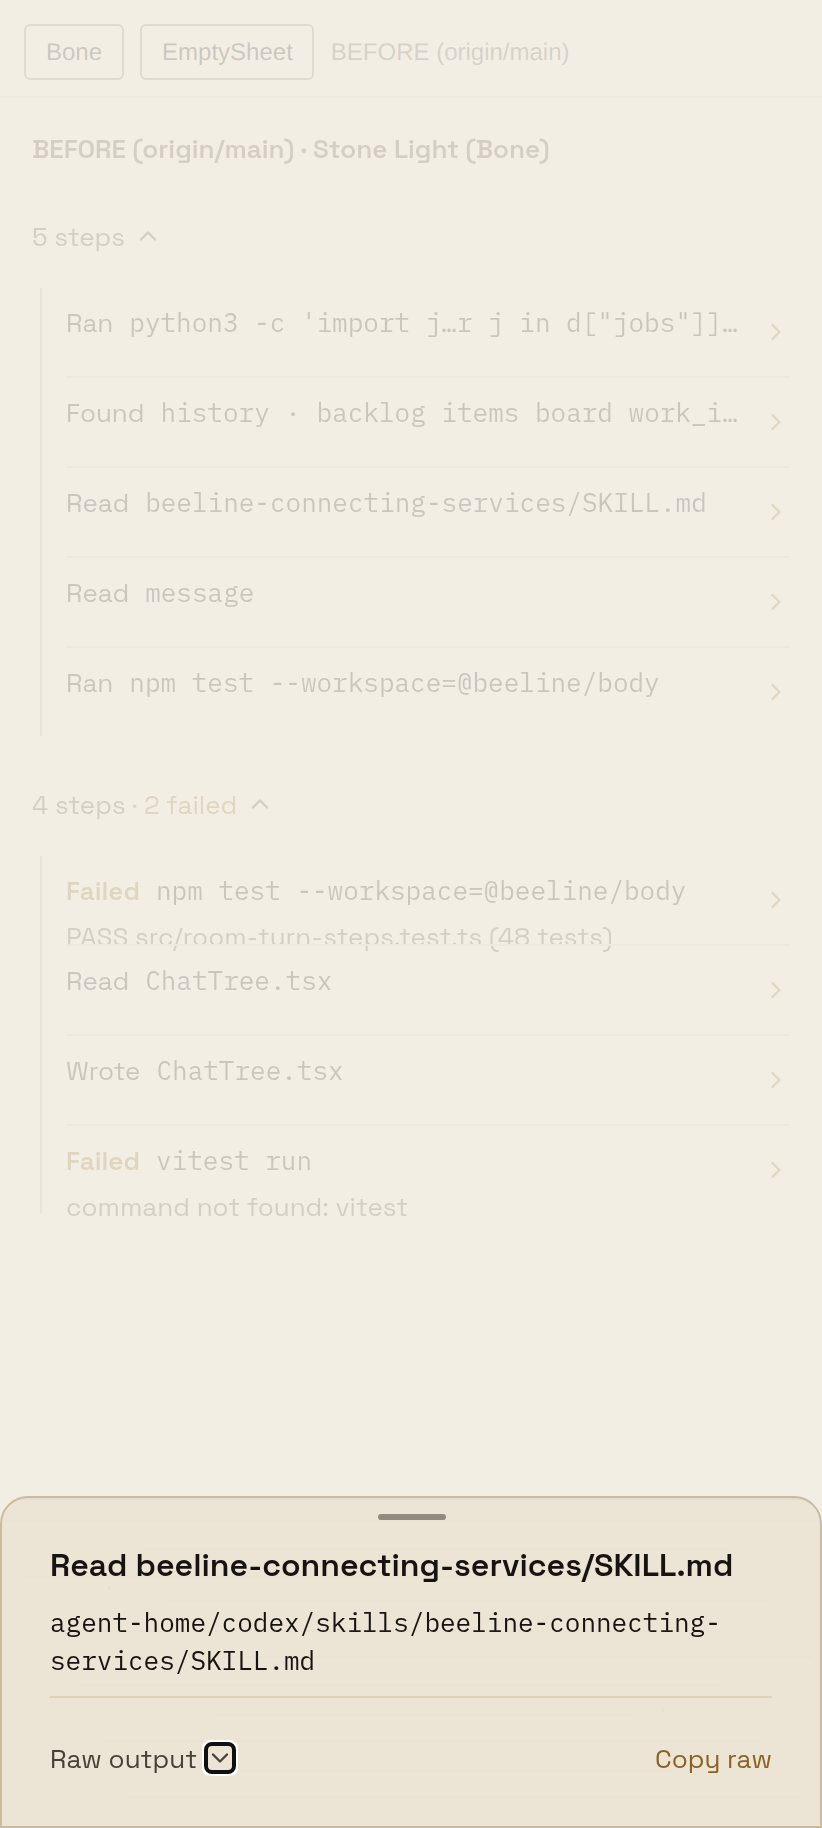 Bone
EmptySheet
BEFORE (origin/main)
BEFORE (origin/main) · Stone Light (Bone)
5 steps
Ran python3 -c 'import j…r j in d["jobs"]]…
Found history · backlog items board work_i…
Read beeline-connecting-services/SKILL.md
Read message
Ran npm test --workspace=@beeline/body
4 steps · 2 failed
Failed npm test --workspace=@beeline/body
PASS src/room-turn-steps.test.ts (48 tests)
Read ChatTree.tsx
Wrote ChatTree.tsx
Failed vitest run
command not found: vitest
Read beeline-connecting-services/SKILL.md
agent-home/codex/skills/beeline-connecting-
services/SKILL.md
Raw output
Copy raw